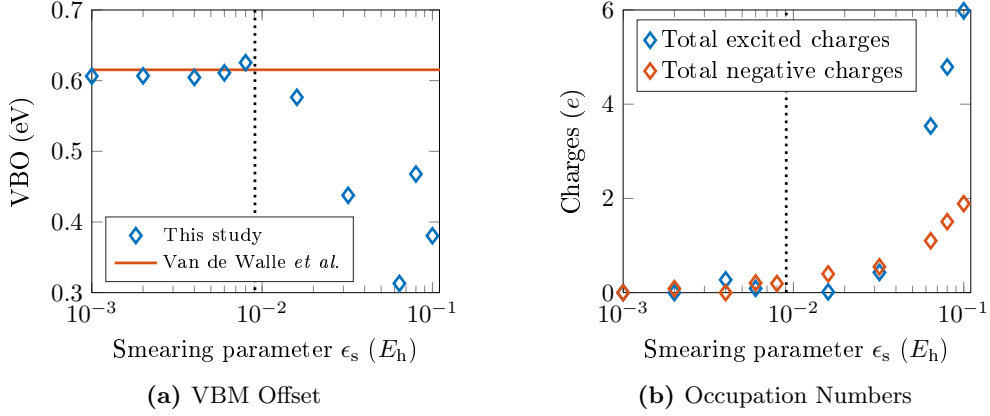 0.7
0.6
0.5
0.4
0.3
VBO (eV)
This study
Van de Walle et al.
10⁻³
10⁻²
10⁻¹
Smearing parameter ϵₛ (Eₕ)
(a) VBM Offset
6
4
2
0
Charges (e)
Total excited charges
Total negative charges
10⁻³
10⁻²
10⁻¹
Smearing parameter ϵₛ (Eₕ)
(b) Occupation Numbers